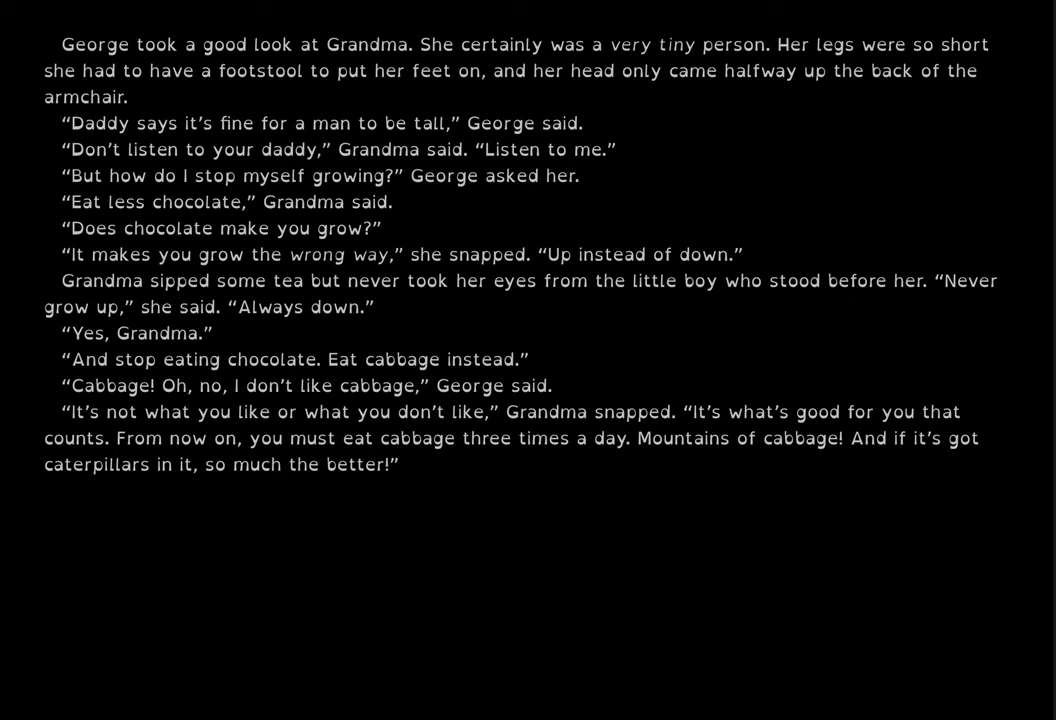 George took a good look at Grandma. She certainly was a very tiny person. Her legs were so short
she had to have a footstool to put her feet on, and her head only came halfway up the back of the
armchair.
“Daddy says it’s fine for a man to be tall,” George said.
“Don’t listen to your daddy,” Grandma said. “Listen to me.”
“But how do I stop myself growing?” George asked her.
“Eat less chocolate,” Grandma said.
“Does chocolate make you grow?”
“It makes you grow the wrong way,” she snapped. “Up instead of down.”
Grandma sipped some tea but never took her eyes from the little boy who stood before her. “Never
grow up,” she said. “Always down.”
“Yes, Grandma.”
“And stop eating chocolate. Eat cabbage instead.”
“Cabbage! Oh, no, I don’t like cabbage,” George said.
“It’s not what you like or what you don’t like,” Grandma snapped. “It’s what’s good for you that
counts. From now on, you must eat cabbage three times a day. Mountains of cabbage! And if it’s got
caterpillars in it, so much the better!”